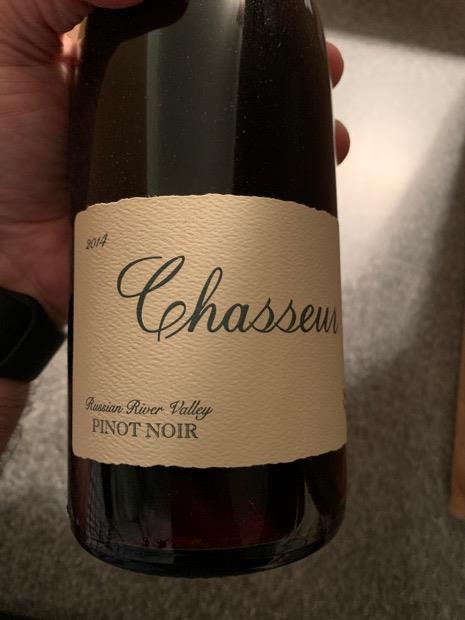 2014
Chasseur
Russian River Valley
PINOT NOIR